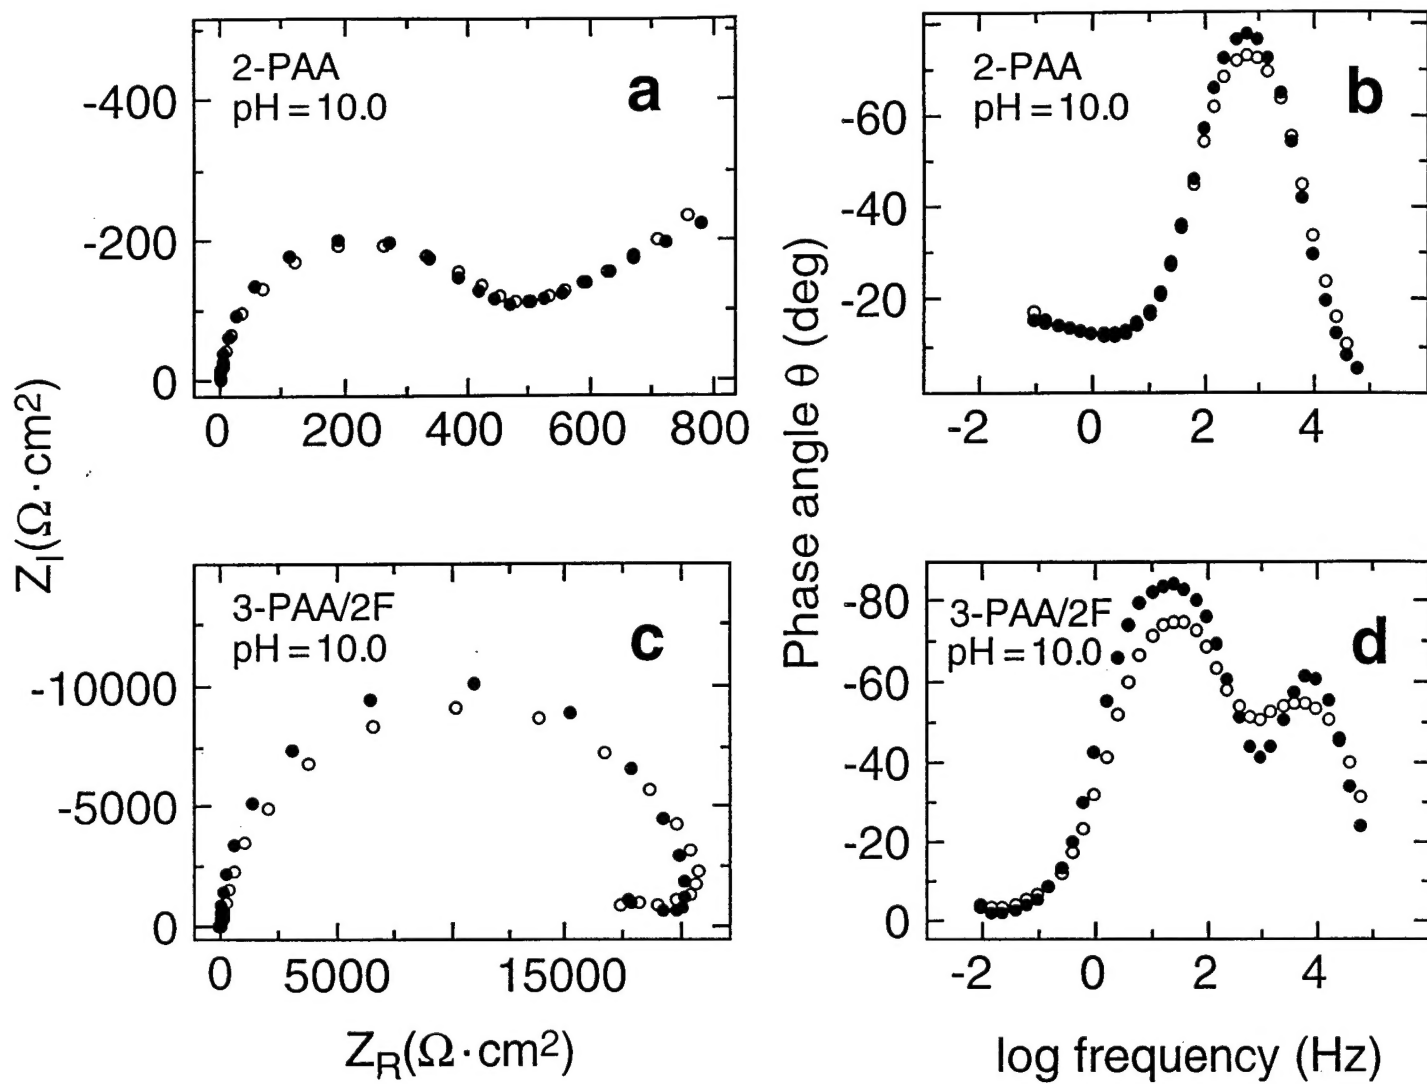 2-PAA
pH = 10.0
a
-400
-200
0
0 200 400 600 800
2-PAA
pH = 10.0
b
-60
-40
-20
-2 0 2 4
Z_I(Ω·cm²)
Phase angle θ (deg)
3-PAA/2F
pH = 10.0
c
-10000
-5000
0
0 5000 15000
Z_R(Ω·cm²)
3-PAA/2F
pH = 10.0
d
-80
-60
-40
-20
0
-2 0 2 4
log frequency (Hz)